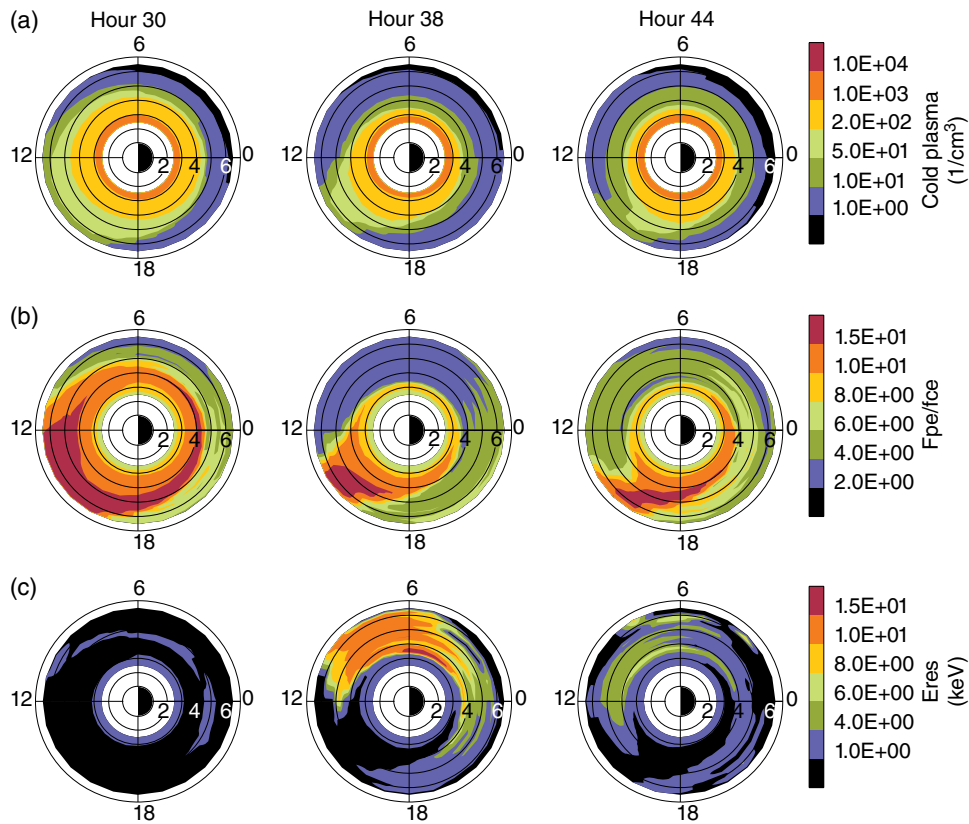 (a)
Hour 30
Hour 38
Hour 44
6
6
6
12
2
4
6
0
12
2
4
6
0
12
2
4
6
0
18
18
18
1.0E+04
1.0E+03
2.0E+02
5.0E+01
1.0E+01
1.0E+00
Cold plasma
(1/cm³)
(b)
6
6
6
12
2
4
6
0
12
2
4
6
0
12
2
4
6
0
18
18
18
1.5E+01
1.0E+01
8.0E+00
6.0E+00
4.0E+00
2.0E+00
Fpe/fce
(c)
6
6
6
12
2
4
6
0
12
2
4
6
0
12
2
4
6
0
18
18
18
1.5E+01
1.0E+01
8.0E+00
6.0E+00
4.0E+00
1.0E+00
Eres
(keV)